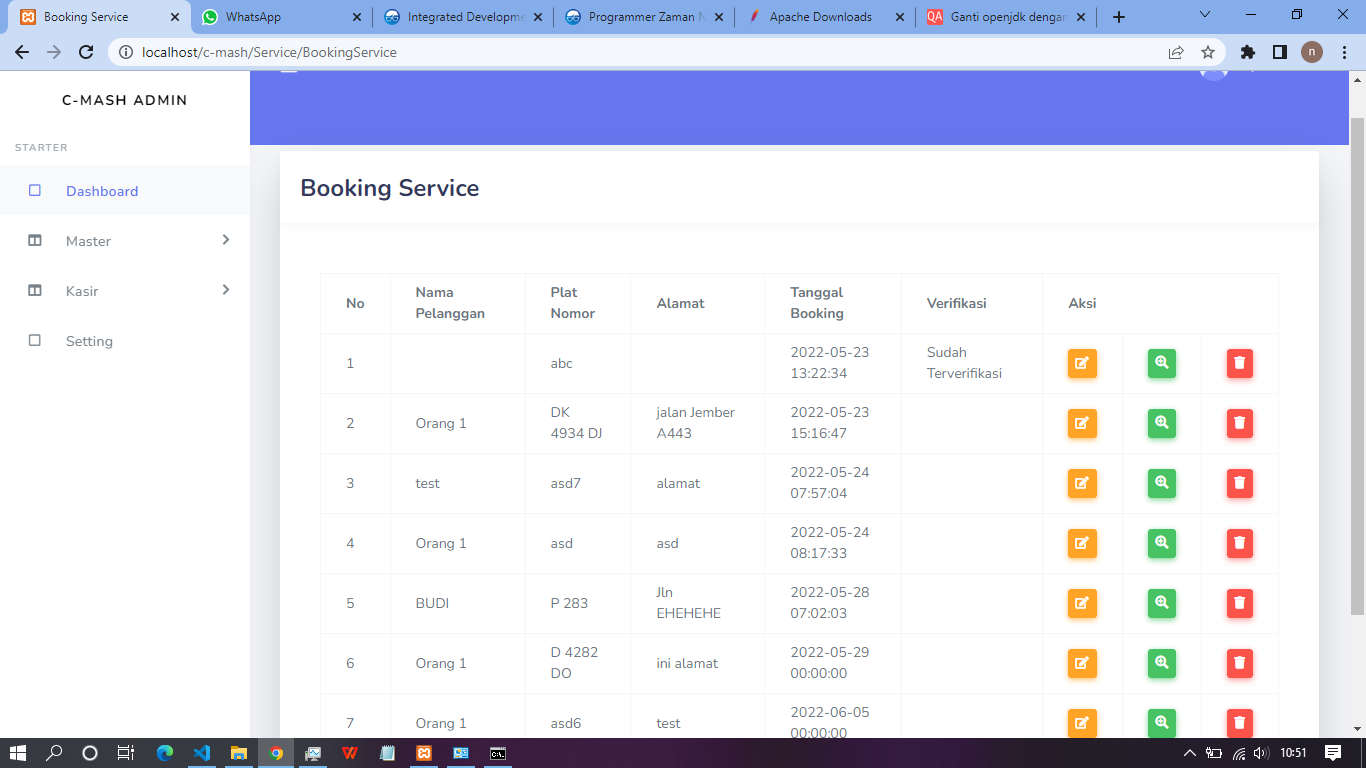 Booking Service
WhatsApp
Integrated Developme
Programmer Zaman N
Apache Downloads
Ganti openjdk dengan
localhost/c-mash/Service/BookingService
n
C-MASH ADMIN
STARTER
Dashboard
Master
Kasir
Setting
Booking Service
No Nama Pelanggan Plat Nomor Alamat Tanggal Booking Verifikasi Aksi
1 abc 2022-05-23 13:22:34 Sudah Terverifikasi
2 Orang 1 DK 4934 DJ jalan Jember A443 2022-05-23 15:16:47
3 test asd7 alamat 2022-05-24 07:57:04
4 Orang 1 asd asd 2022-05-24 08:17:33
5 BUDI P 283 Jln EHEHEHE 2022-05-28 07:02:03
6 Orang 1 D 4282 DO ini alamat 2022-05-29 00:00:00
7 Orang 1 asd6 test 2022-06-05 00:00:00
10:51